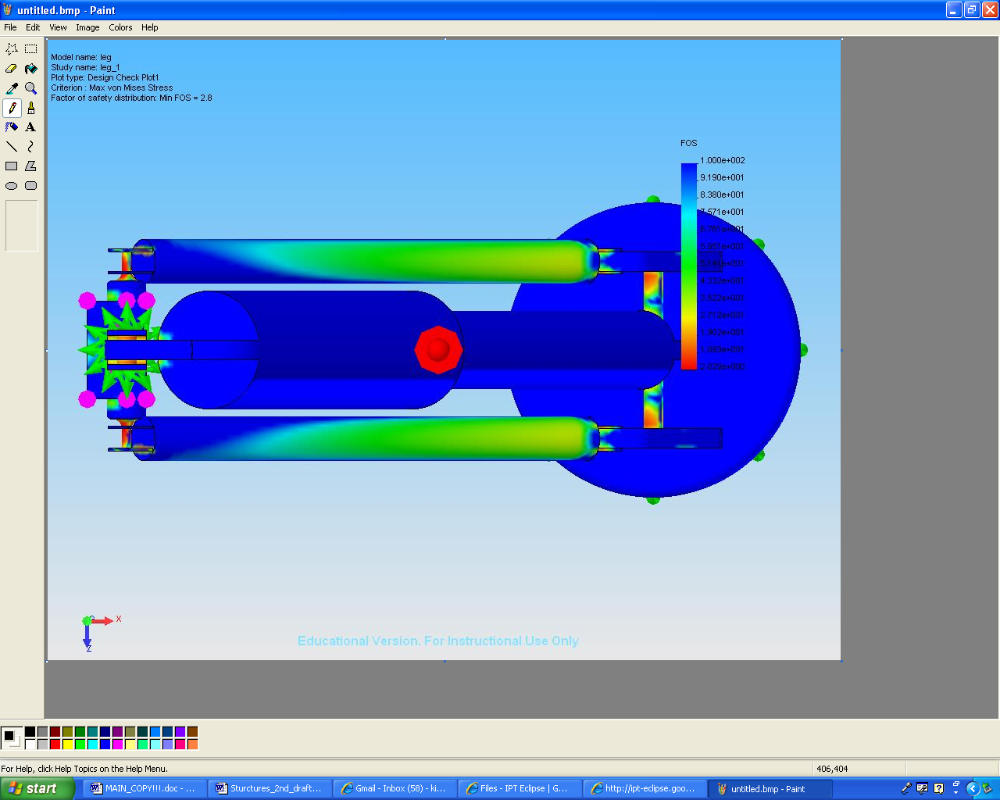 untitled.bmp - Paint
File Edit View Image Colors Help
Model name: leg
Study name: leg_1
Plot type: Design Check Plot1
Criterion : Max von Mises Stress
Factor of safety distribution: Min FOS = 2.8
FOS
1.000e+002
9.190e+001
8.380e+001
7.571e+001
6.761e+001
5.951e+001
5.141e+001
4.332e+001
3.522e+001
2.712e+001
1.902e+001
1.093e+001
2.829e+000
X
Z
Educational Version. For Instructional Use Only
For Help, click Help Topics on the Help Menu.
406,404
start
MAIN_COPY!!!.doc - ...
Sturctures_2nd_draft...
Gmail - Inbox (58) - ki...
Files - IPT Eclipse | G...
http://ipt-eclipse.goo...
untitled.bmp - Paint